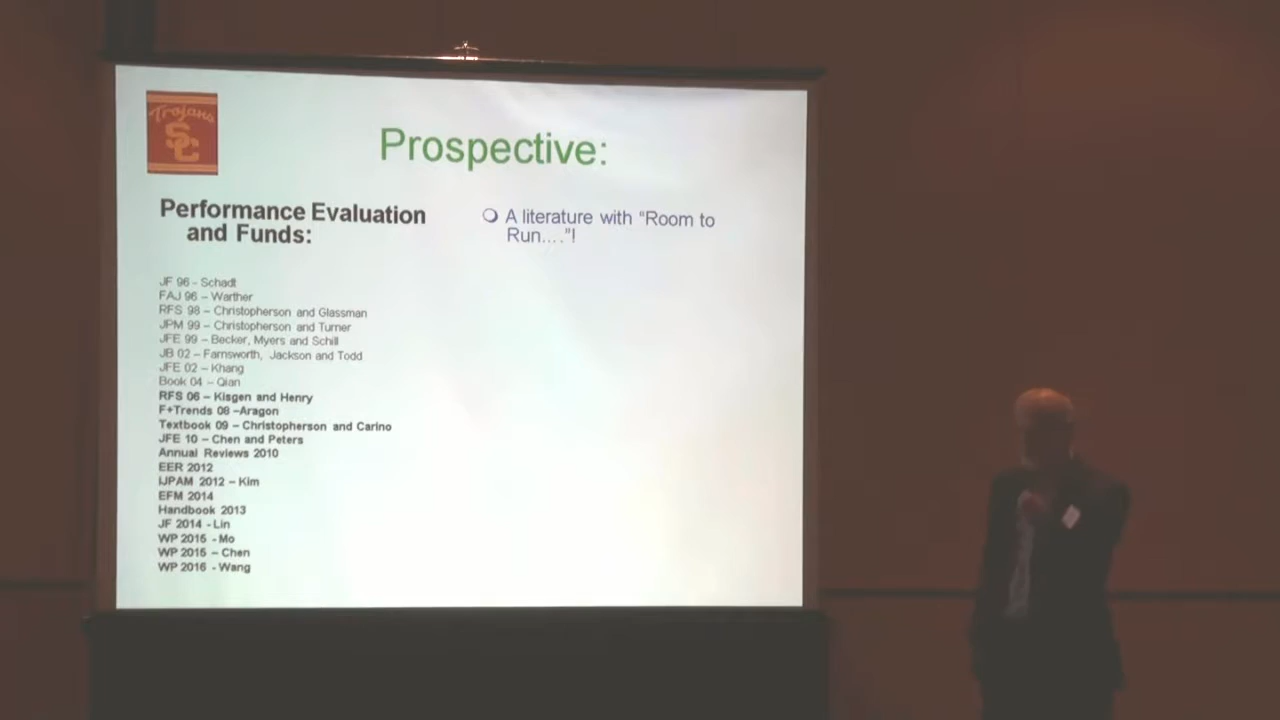 Trojans
SC
Prospective:
Performance Evaluation
and Funds:
JF 96 - Schadt
FAJ 96 – Warther
RFS 98 – Christopherson and Glassman
JPM 99 – Christopherson and Turner
JFE 99 – Becker, Myers and Schill
JB 02 – Farnsworth, Jackson and Todd
JFE 02 – Khang
Book 04 – Qian
RFS 06 – Kisgen and Henry
F+Trends 08 –Aragon
Textbook 09 – Christopherson and Carino
JFE 10 – Chen and Peters
Annual Reviews 2010
EER 2012
IJPAM 2012 – Kim
EFM 2014
Handbook 2013
JF 2014 - Lin
WP 2015 - Mo
WP 2015 – Chen
WP 2016 - Wang
A literature with “Room to
Run….”!